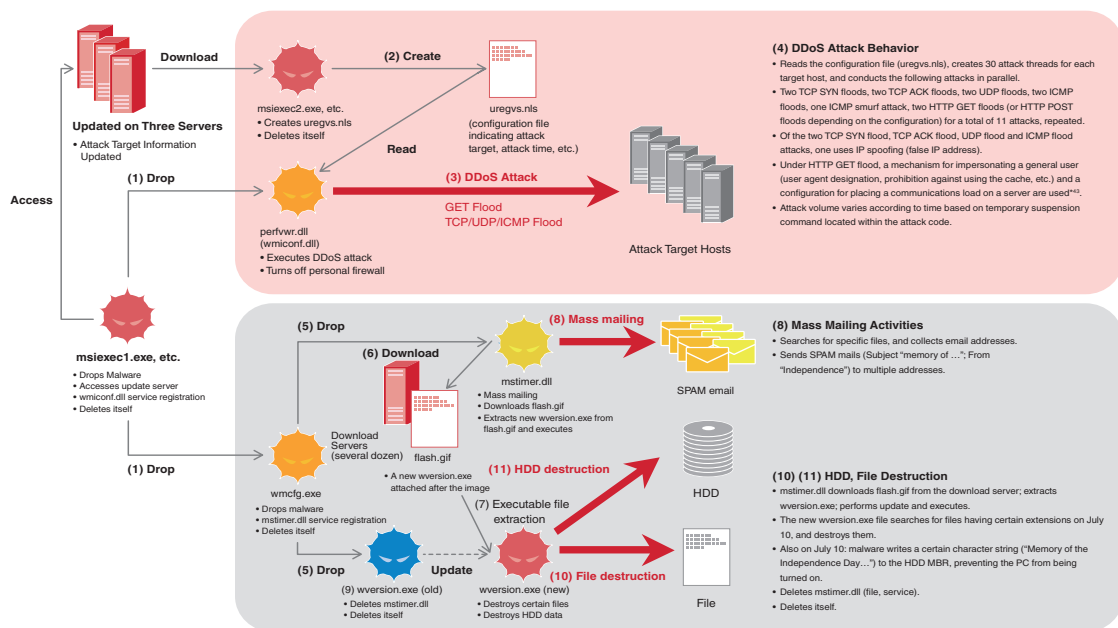 Download
Updated on Three Servers
• Attack Target Information
Updated
Access
(1) Drop
msiexec1.exe, etc.
• Drops Malware
• Accesses update server
• wmiconf.dll service registration
• Deletes itself
(1) Drop
msiexec2.exe, etc.
• Creates uregvs.nls
• Deletes itself
(2) Create
uregvs.nls
(configuration file
indicating attack
target, attack time, etc.)
Read
(3) DDoS Attack
GET Flood
TCP/UDP/ICMP Flood
perfvwr.dll
(wmiconf.dll)
• Executes DDoS attack
• Turns off personal firewall
Attack Target Hosts
(4) DDoS Attack Behavior
• Reads the configuration file (uregvs.nls), creates 30 attack threads for each
target host, and conducts the following attacks in parallel.
• Two TCP SYN floods, two TCP ACK floods, two UDP floods, two ICMP
floods, one ICMP smurf attack, two HTTP GET floods (or HTTP POST
floods depending on the configuration) for a total of 11 attacks, repeated.
• Of the two TCP SYN flood, TCP ACK flood, UDP flood and ICMP flood
attacks, one uses IP spoofing (false IP address).
• Under HTTP GET flood, a mechanism for impersonating a general user
(user agent designation, prohibition against using the cache, etc.) and a
configuration for placing a communications load on a server are used*43.
• Attack volume varies according to time based on temporary suspension
command located within the attack code.
(5) Drop
(6) Download
Download
Servers
(several dozen)
flash.gif
• A new wversion.exe
attached after the image
mstimer.dll
• Mass mailing
• Downloads flash.gif
• Extracts new wversion.exe from
flash.gif and executes
(8) Mass mailing
SPAM email
(8) Mass Mailing Activities
• Searches for specific files, and collects email addresses.
• Sends SPAM mails (Subject “memory of …”; From
“Independence”) to multiple addresses.
wmcfg.exe
• Drops malware
• mstimer.dll service registration
• Deletes itself
(5) Drop
(9) wversion.exe (old)
• Deletes mstimer.dll
• Deletes itself
Update
(7) Executable file
extraction
wversion.exe (new)
• Destroys certain files
• Destroys HDD data
(11) HDD destruction
HDD
(10) File destruction
File
(10) (11) HDD, File Destruction
• mstimer.dll downloads flash.gif from the download server; extracts
wversion.exe; performs update and executes.
• The new wversion.exe file searches for files having certain extensions on July
10, and destroys them.
• Also on July 10: malware writes a certain character string (“Memory of the
Independence Day…”) to the HDD MBR, preventing the PC from being
turned on.
• Deletes mstimer.dll (file, service).
• Deletes itself.